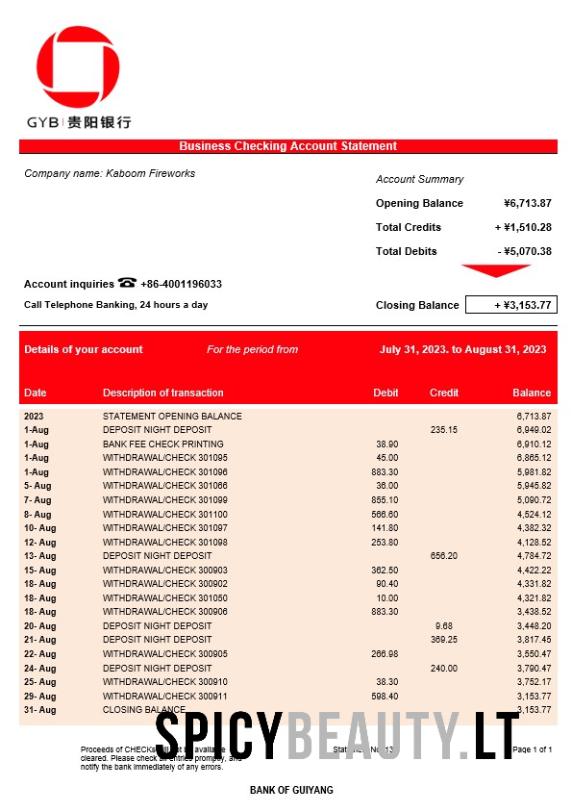 GYB 贵阳银行
Business Checking Account Statement
Company name: Kaboom Fireworks
Account Summary
Opening Balance ¥6,713.87
Total Credits + ¥1,510.28
Total Debits - ¥5,070.38
Account inquiries ☎ +86-4001196033
Call Telephone Banking, 24 hours a day
Closing Balance + ¥3,153.77
Details of your account For the period from July 31, 2023. to August 31, 2023
Date Description of transaction Debit Credit Balance
2023 STATEMENT OPENING BALANCE 6,713.87
1-Aug DEPOSIT NIGHT DEPOSIT 235.15 6,949.02
1-Aug BANK FEE CHECK PRINTING 38.90 6,910.12
1-Aug WITHDRAWAL/CHECK 301095 45.00 6,865.12
1-Aug WITHDRAWAL/CHECK 301096 883.30 5,981.82
5- Aug WITHDRAWAL/CHECK 301066 36.00 5,945.82
7- Aug WITHDRAWAL/CHECK 301099 855.10 5,090.72
8- Aug WITHDRAWAL/CHECK 301100 566.60 4,524.12
10- Aug WITHDRAWAL/CHECK 301097 141.80 4,382.32
12- Aug WITHDRAWAL/CHECK 301098 253.80 4,128.52
13- Aug DEPOSIT NIGHT DEPOSIT 656.20 4,784.72
15- Aug WITHDRAWAL/CHECK 300903 362.50 4,422.22
18- Aug WITHDRAWAL/CHECK 300902 90.40 4,331.82
18- Aug WITHDRAWAL/CHECK 301050 10.00 4,321.82
18- Aug WITHDRAWAL/CHECK 300906 883.30 3,438.52
20- Aug DEPOSIT NIGHT DEPOSIT 9.68 3,448.20
21- Aug DEPOSIT NIGHT DEPOSIT 369.25 3,817.45
22- Aug WITHDRAWAL/CHECK 300905 266.98 3,550.47
24- Aug DEPOSIT NIGHT DEPOSIT 240.00 3,790.47
25- Aug WITHDRAWAL/CHECK 300910 38.30 3,752.17
29- Aug WITHDRAWAL/CHECK 300911 598.40 3,153.77
31- Aug CLOSING BALANCE 3,153.77
SPICYBEAUTY.LT
Proceeds of CHECKs will not be available Page 1 of 1
cleared. Please check all entries promptly, and
notify the bank immediately of any errors.
BANK OF GUIYANG